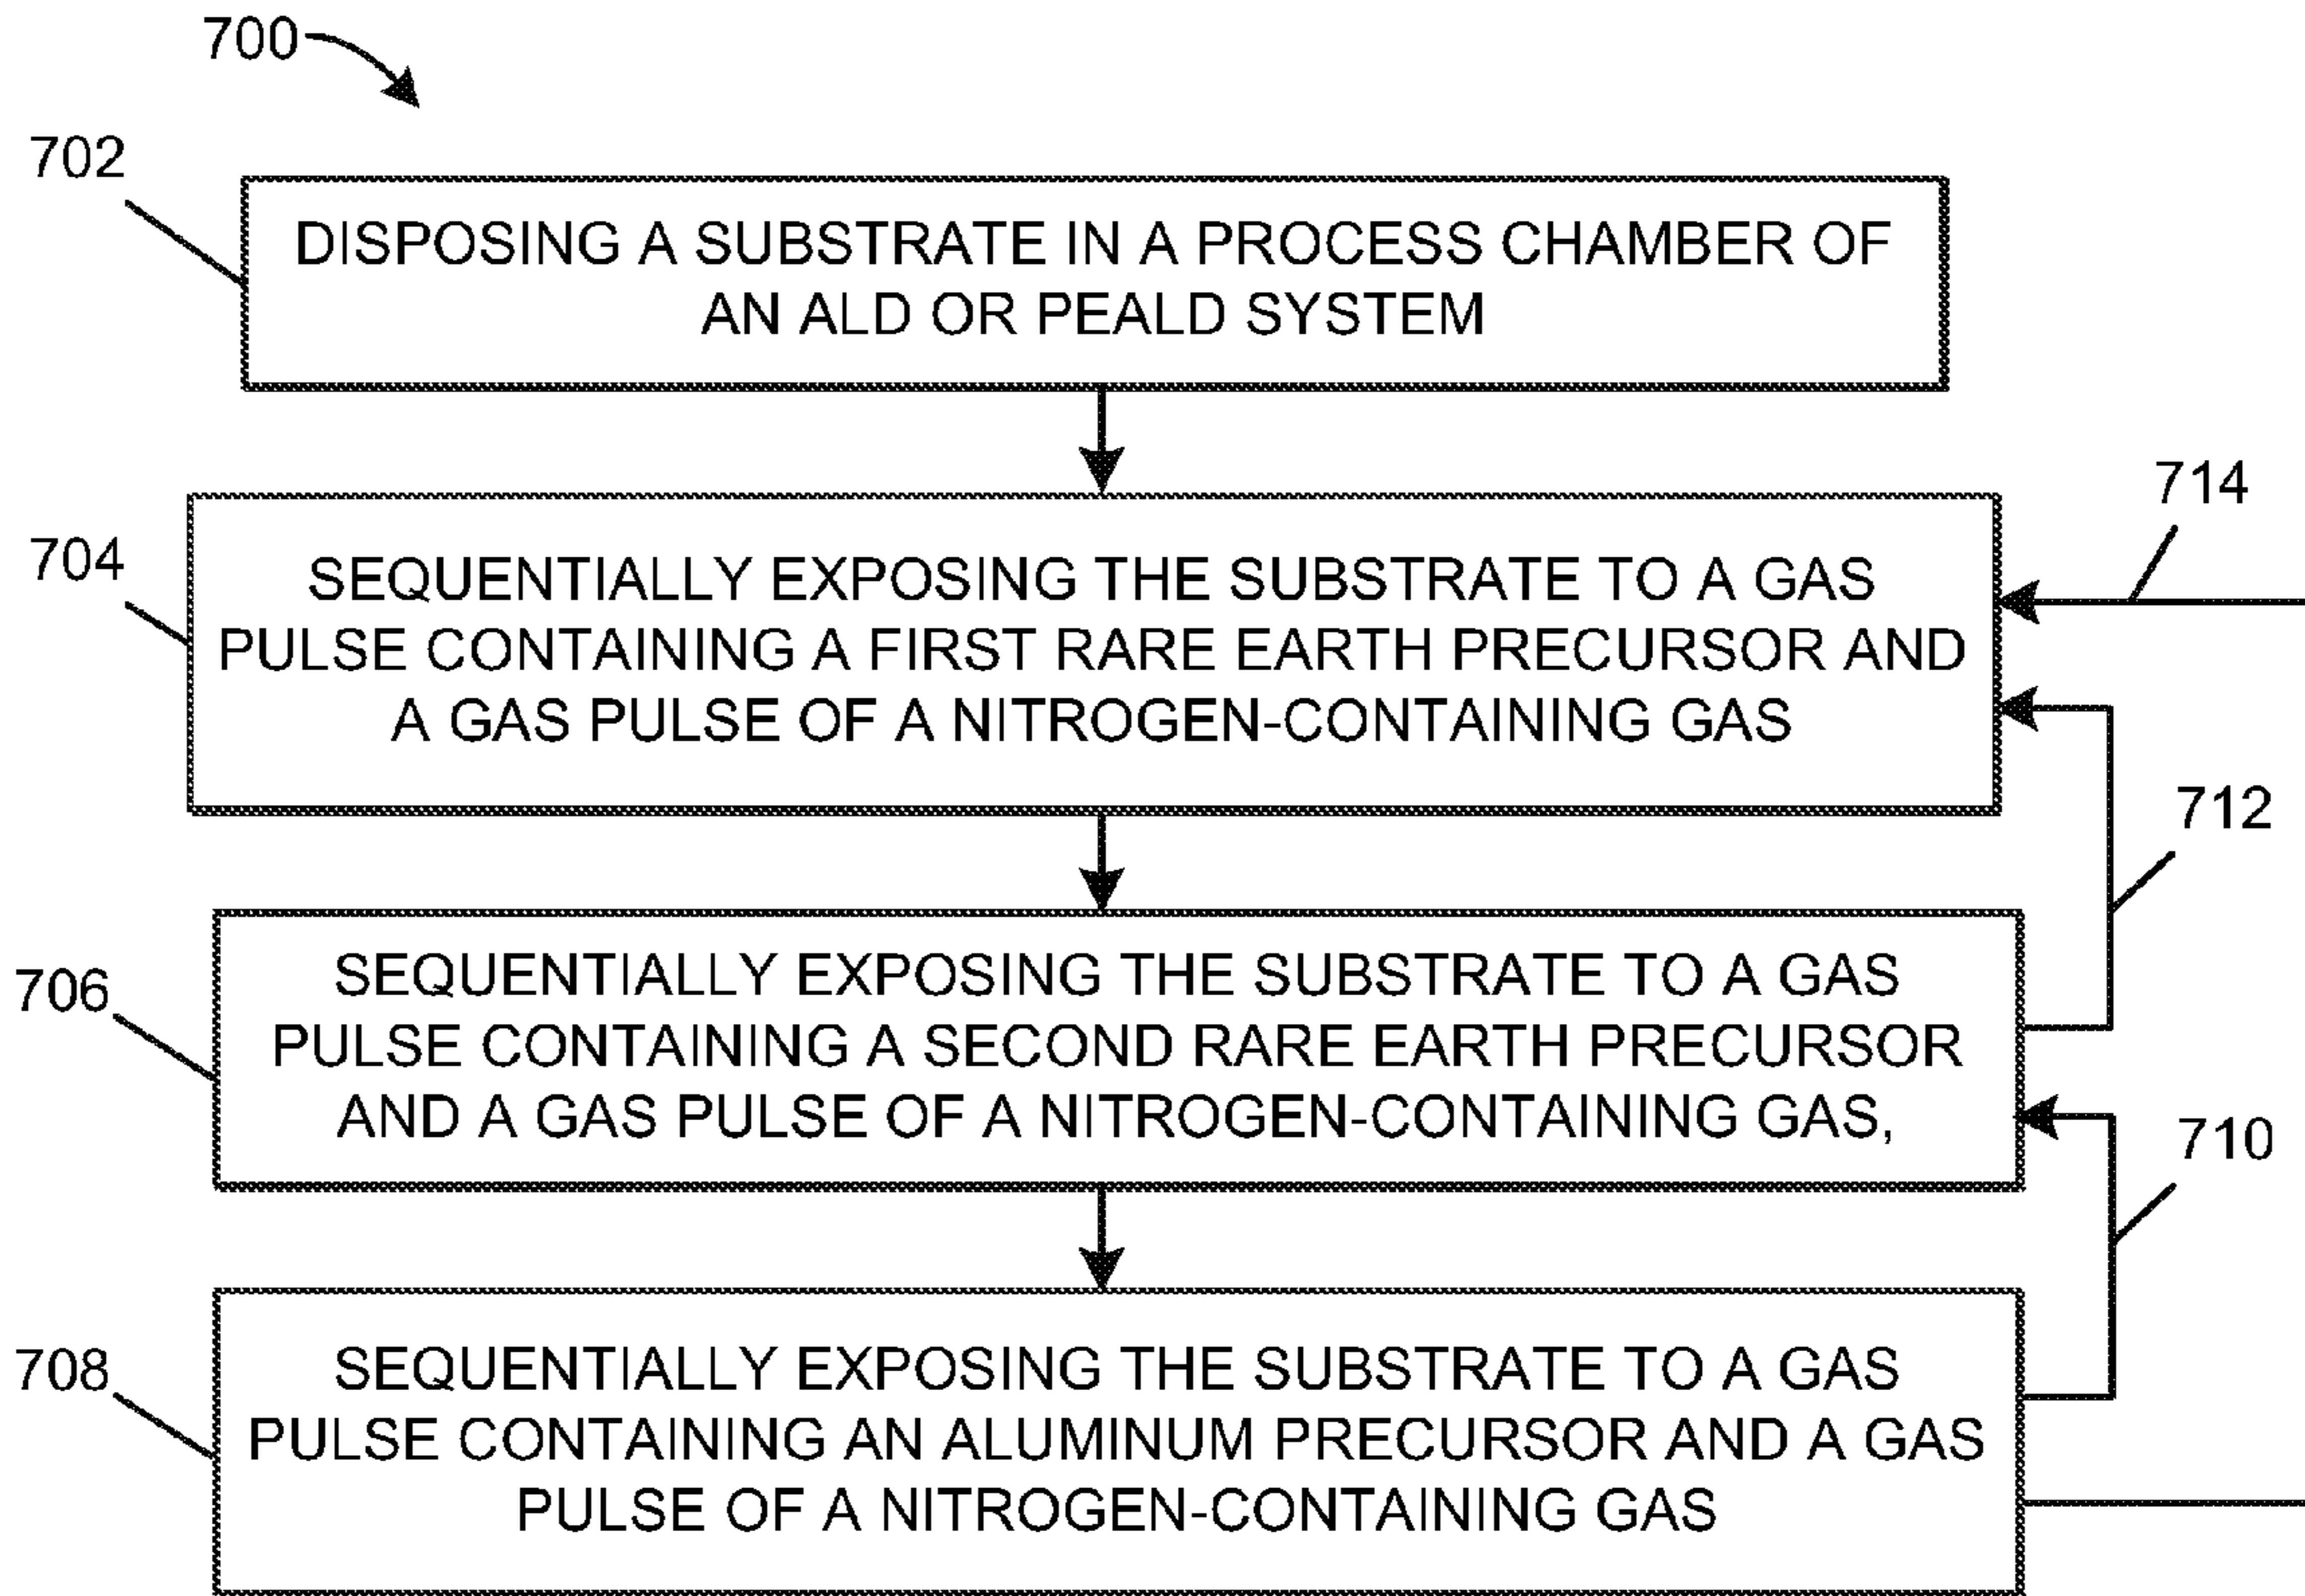 700
702
DISPOSING A SUBSTRATE IN A PROCESS CHAMBER OF
AN ALD OR PEALD SYSTEM
704
714
SEQUENTIALLY EXPOSING THE SUBSTRATE TO A GAS
PULSE CONTAINING A FIRST RARE EARTH PRECURSOR AND
A GAS PULSE OF A NITROGEN-CONTAINING GAS
712
706
SEQUENTIALLY EXPOSING THE SUBSTRATE TO A GAS
PULSE CONTAINING A SECOND RARE EARTH PRECURSOR
AND A GAS PULSE OF A NITROGEN-CONTAINING GAS,
710
708
SEQUENTIALLY EXPOSING THE SUBSTRATE TO A GAS
PULSE CONTAINING AN ALUMINUM PRECURSOR AND A GAS
PULSE OF A NITROGEN-CONTAINING GAS